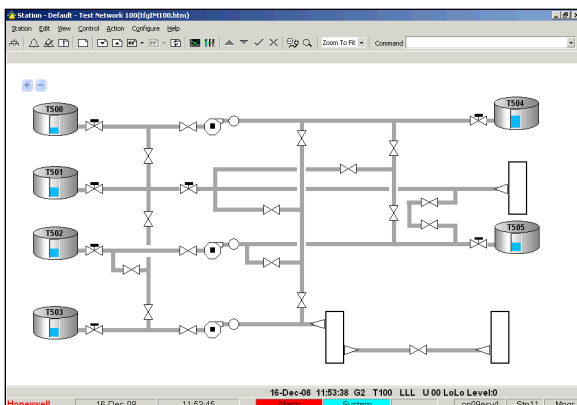 Station - Default - Test Network 100(tfgIM100.htm)
Station Edit View Control Action Configure Help
Zoom To Fit Command
T500
T504
T501
T502
T505
T503
16-Dec-08 11:53:38 G2 T100 LLL U 00 LoLo Level:0
Honeywell 16-Dec-08 11:53:45 Alarm System Stn11 Mngr